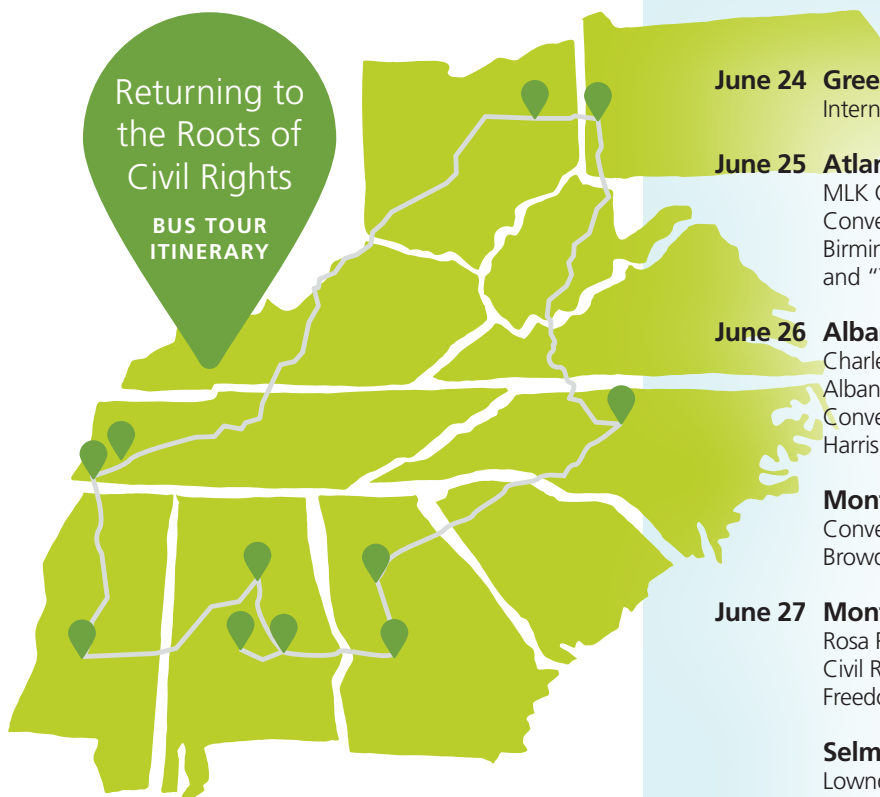 Returning to
the Roots of
Civil Rights
BUS TOUR
ITINERARY
June 24 Gree
Intern
June 25 Atlan
MLK C
Conve
Birmin
and “
June 26 Alba
Charle
Alban
Conve
Harris
Mont
Conve
Browd
June 27 Mont
Rosa P
Civil R
Freedo
Selm
Lownd